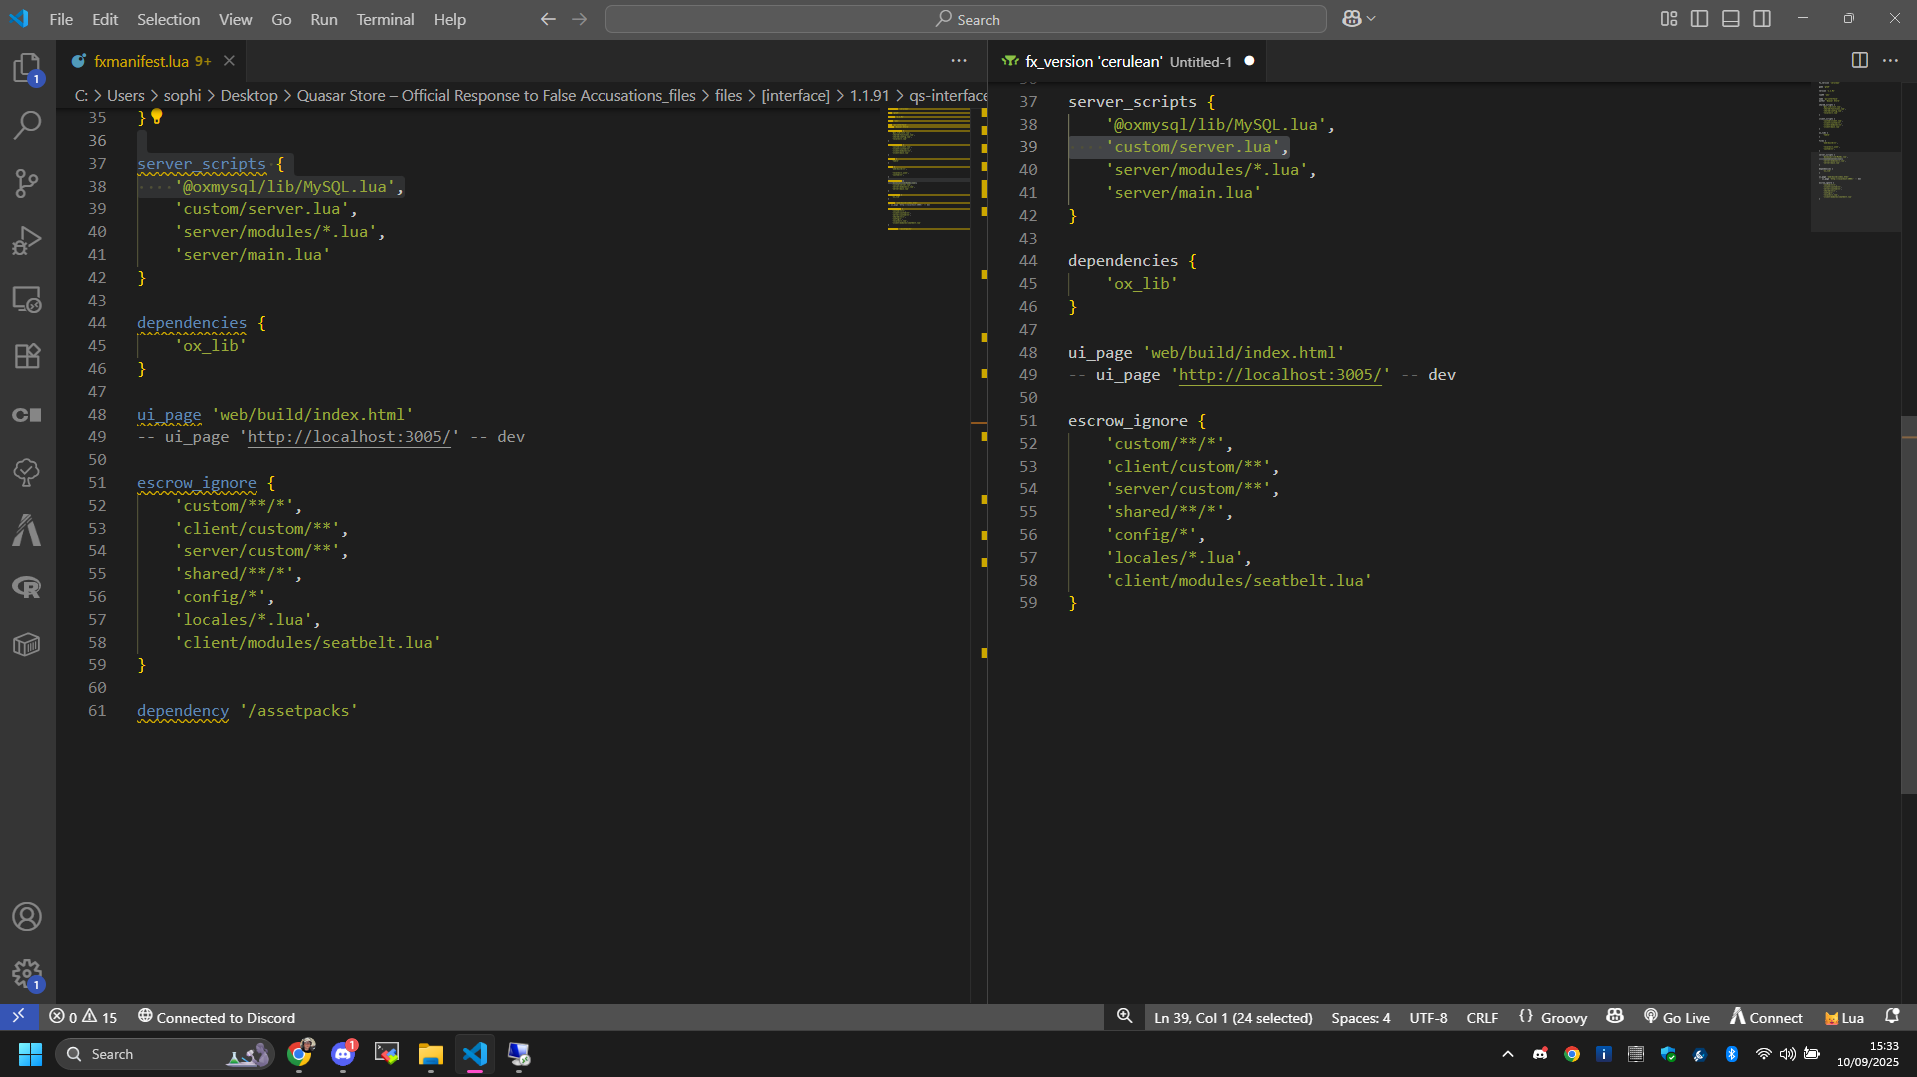 File Edit Selection View Go Run Terminal Help
Search
fxmanifest.lua 9+
fx_version 'cerulean' Untitled-1
C: > Users > sophi > Desktop > Quasar Store – Official Response to False Accusations_files > files > [interface] > 1.1.91 > qs-interface
35 }
36
37 server_scripts {
38 '@oxmysql/lib/MySQL.lua',
39 'custom/server.lua',
40 'server/modules/*.lua',
41 'server/main.lua'
42 }
43
44 dependencies {
45 'ox_lib'
46 }
47
48 ui_page 'web/build/index.html'
49 -- ui_page 'http://localhost:3005/' -- dev
50
51 escrow_ignore {
52 'custom/**/*',
53 'client/custom/**',
54 'server/custom/**',
55 'shared/**/*',
56 'config/*',
57 'locales/*.lua',
58 'client/modules/seatbelt.lua'
59 }
60
61 dependency '/assetpacks'
37 server_scripts {
38 '@oxmysql/lib/MySQL.lua',
39 'custom/server.lua',
40 'server/modules/*.lua',
41 'server/main.lua'
42 }
43
44 dependencies {
45 'ox_lib'
46 }
47
48 ui_page 'web/build/index.html'
49 -- ui_page 'http://localhost:3005/' -- dev
50
51 escrow_ignore {
52 'custom/**/*',
53 'client/custom/**',
54 'server/custom/**',
55 'shared/**/*',
56 'config/*',
57 'locales/*.lua',
58 'client/modules/seatbelt.lua'
59 }
1
1
0 15 Connected to Discord
Ln 39, Col 1 (24 selected) Spaces: 4 UTF-8 CRLF {} Groovy Go Live Connect Lua
Search
1
15:33
10/09/2025